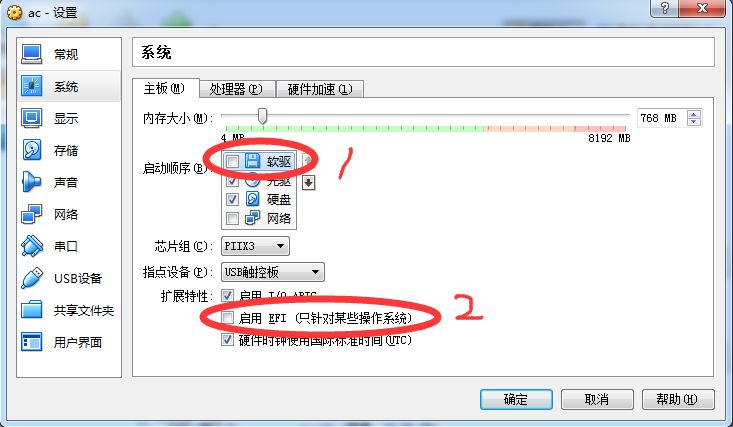 ac - 设置
常规
系统
显示
存储
声音
网络
串口
USB设备
共享文件夹
用户界面
系统
主板(M) 处理器(P) 硬件加速(L)
内存大小(M): 768 MB
4 MB 8192 MB
启动顺序(B): 软驱 1
光驱
硬盘
网络
芯片组(C): PIIX3
指点设备(P): USB触控板
扩展特性: 启用 I/O APIC
启用 EFI (只针对某些操作系统) 2
硬件时钟使用国际标准时间(UTC)
确定 取消 帮助(H)